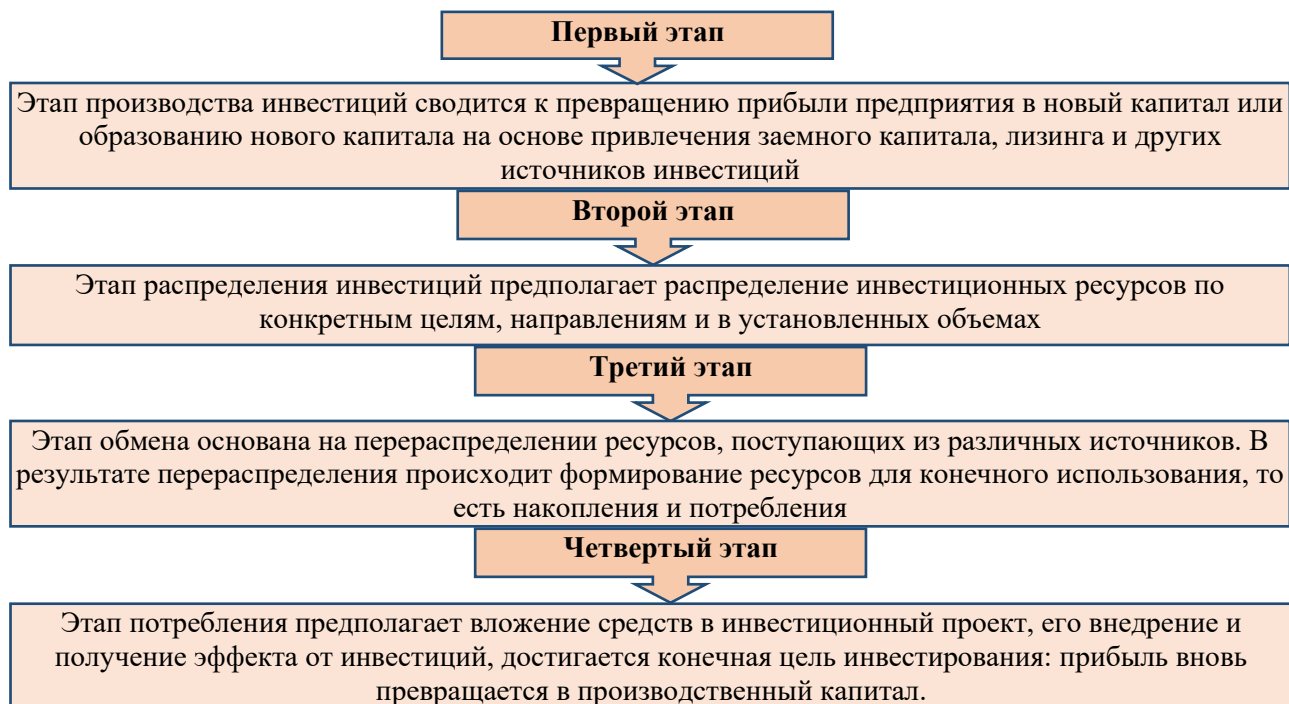 Первый этап
Этап производства инвестиций сводится к превращению прибыли предприятия в новый капитал или
образованию нового капитала на основе привлечения заемного капитала, лизинга и других
источников инвестиций
Второй этап
Этап распределения инвестиций предполагает распределение инвестиционных ресурсов по
конкретным целям, направлениям и в установленных объемах
Третий этап
Этап обмена основана на перераспределении ресурсов, поступающих из различных источников. В
результате перераспределения происходит формирование ресурсов для конечного использования, то
есть накопления и потребления
Четвертый этап
Этап потребления предполагает вложение средств в инвестиционный проект, его внедрение и
получение эффекта от инвестиций, достигается конечная цель инвестирования: прибыль вновь
превращается в производственный капитал.